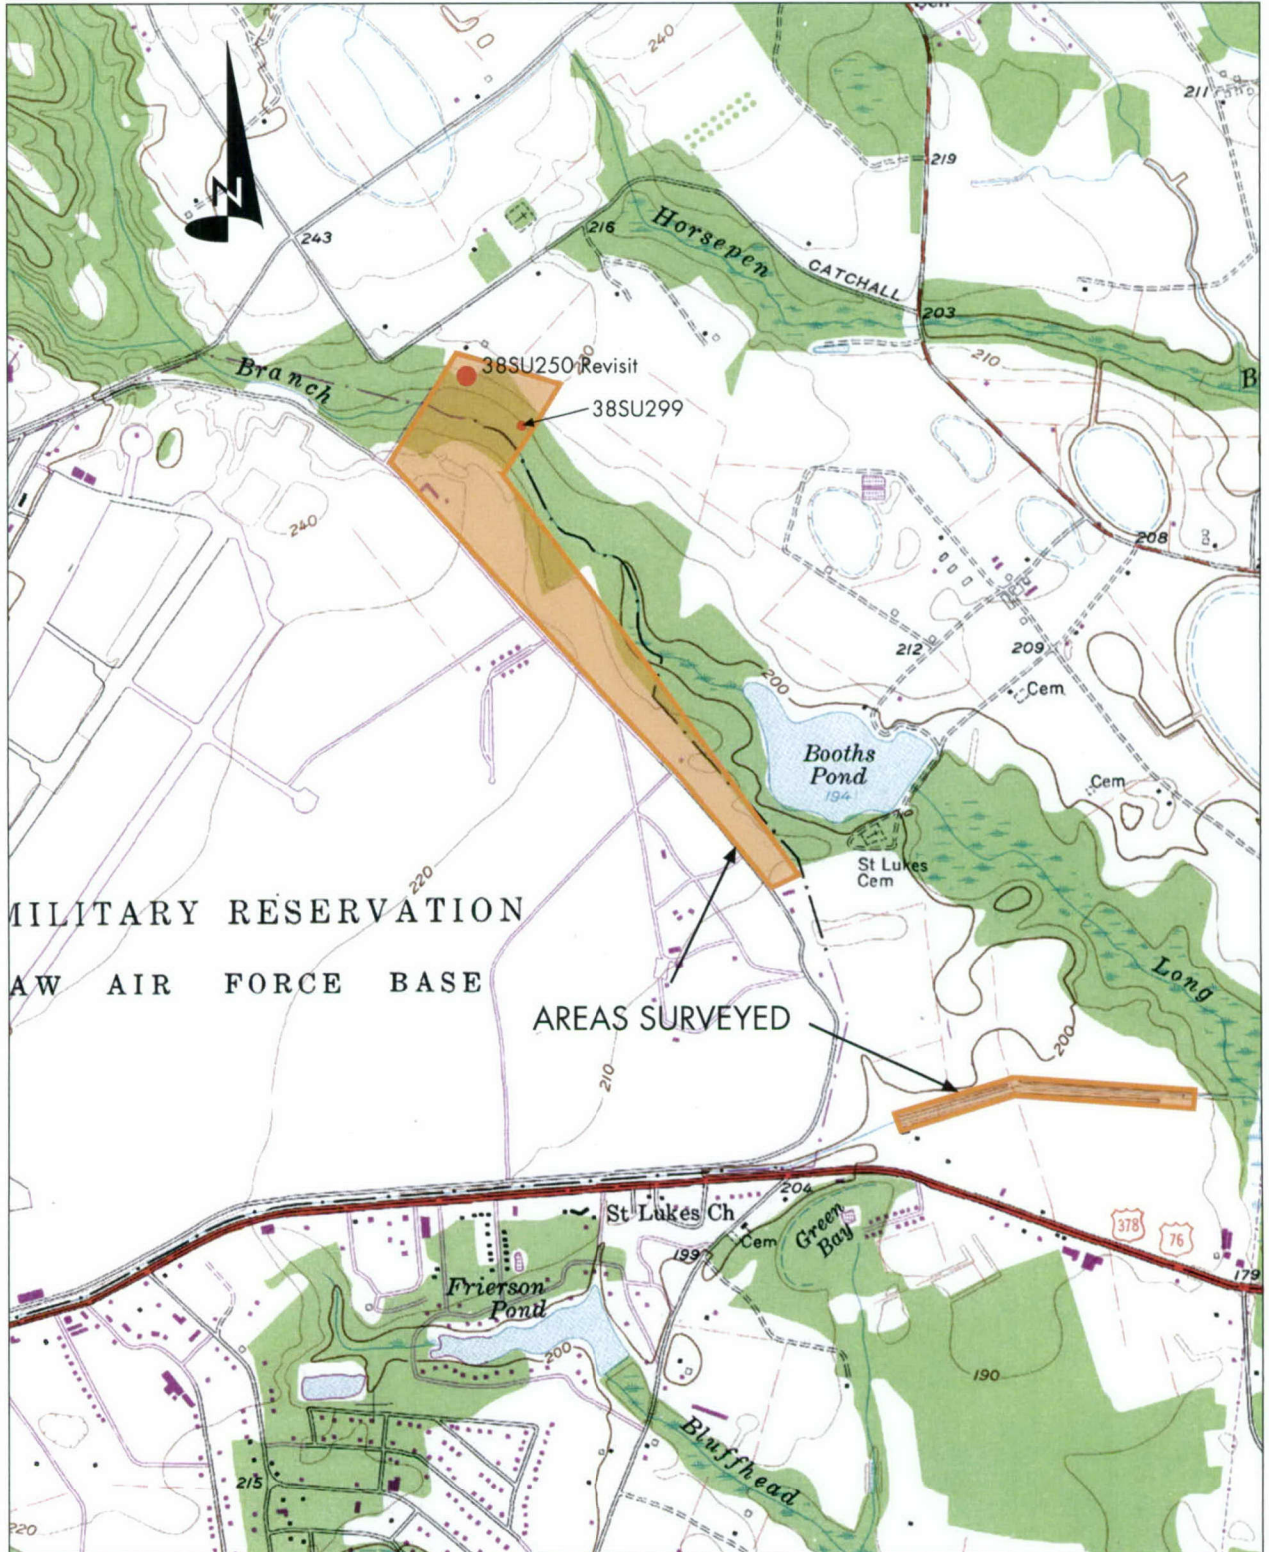 240
211
219
N
243
216
Horsepen
CATCHALL
203
210
Branch
38SU250 Revisit
38SU299
B
240
208
212
209
200
Cem
Booths
Pond
194
Cem
St Lukes
Cem
220
MILITARY RESERVATION
AW AIR FORCE BASE
Long
AREAS SURVEYED
200
210
204
St Lukes Ch
Green
Bay
378
76
Cem
199
179
Frierson
Pond
200
190
Bluffhead
215
220